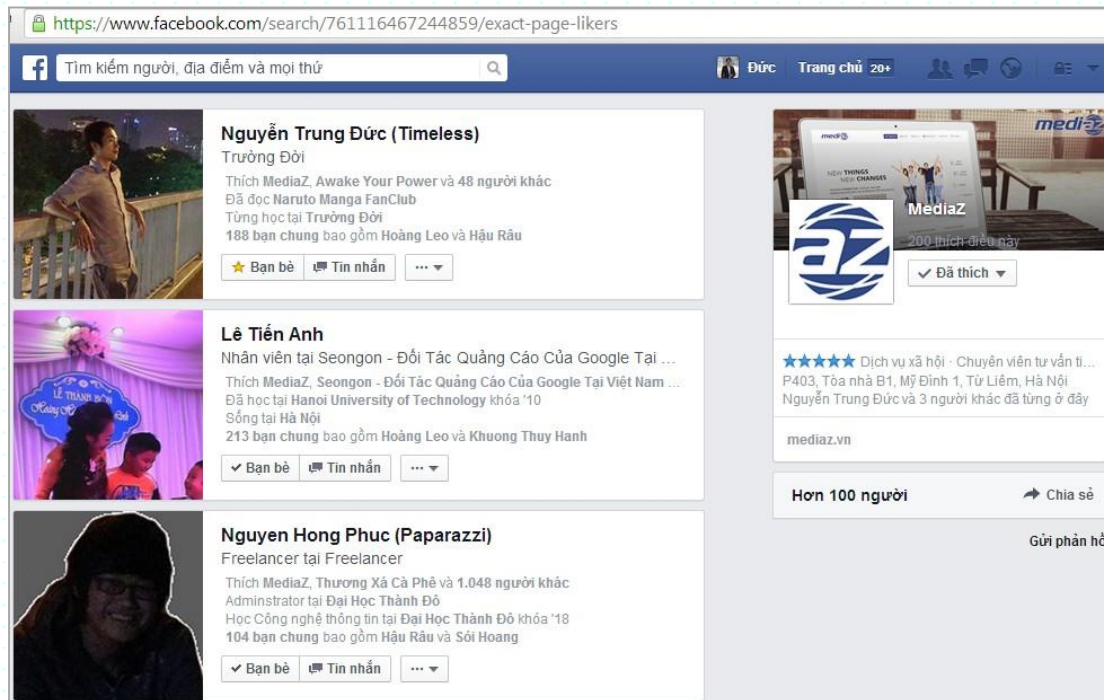 https://www.facebook.com/search/761116467244859/exact-page-likers
Tìm kiếm người, địa điểm và mọi thứ
Đức
Trang chủ 20+
Nguyễn Trung Đức (Timeless)
Trường Đời
Thích MediaZ, Awake Your Power và 48 người khác
Đã đọc Naruto Manga FanClub
Từng học tại Trường Đời
188 bạn chung bao gồm Hoàng Leo và Hậu Râu
Bạn bè
Tin nhắn
Lê Tiến Anh
Nhân viên tại Seongon - Đối Tác Quảng Cáo Của Google Tại ...
Thích MediaZ, Seongon - Đối Tác Quảng Cáo Của Google Tại Việt Nam ...
Đã học tại Hanoi University of Technology khóa '10
Sống tại Hà Nội
213 bạn chung bao gồm Hoàng Leo và Khuong Thuy Hanh
Bạn bè
Tin nhắn
LỄ THÀNH HÔN
Nguyen Hong Phuc (Paparazzi)
Freelancer tại Freelancer
Thích MediaZ, Thương Xá Cà Phê và 1.048 người khác
Adminstrator tại Đại Học Thành Đô
Học Công nghệ thông tin tại Đại Học Thành Đô khóa '18
104 bạn chung bao gồm Hậu Râu và Sói Hoang
Bạn bè
Tin nhắn
mediaz
mediaz
NEW THINGS
NEW CHANGES
az
MediaZ
200 thích điều này
Đã thích
Dịch vụ xã hội · Chuyên viên tư vấn ti...
P403, Tòa nhà B1, Mỹ Đình 1, Từ Liêm, Hà Nội
Nguyễn Trung Đức và 3 người khác đã từng ở đây
mediaz.vn
Hơn 100 người
Chia sẻ
Gửi phản hồ